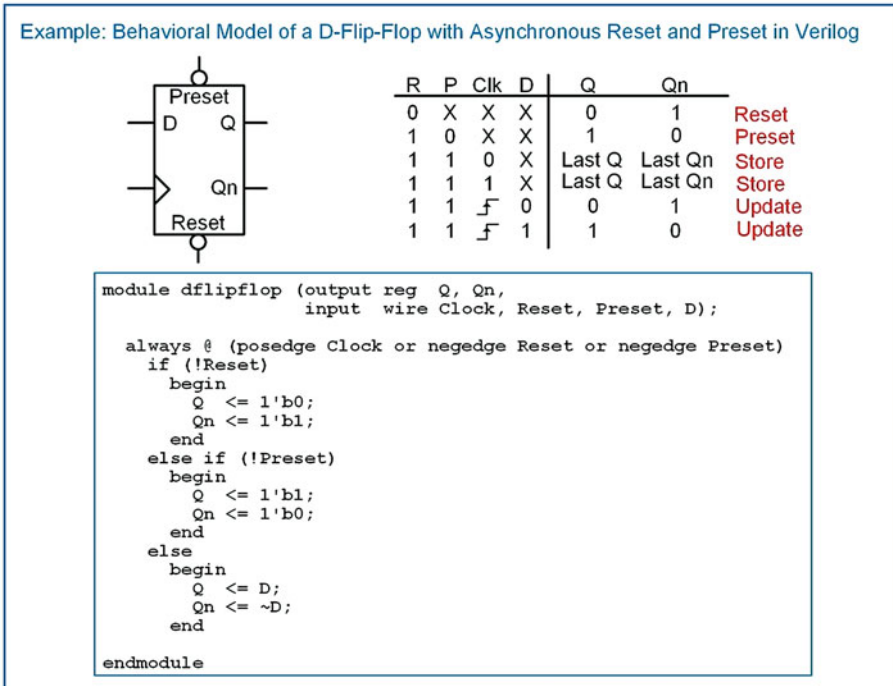 Example: Behavioral Model of a D-Flip-Flop with Asynchronous Reset and Preset in Verilog
Preset
D Q
Qn
Reset
R P Clk D Q Qn
0 X X X 0 1 Reset
1 0 X X 1 0 Preset
1 1 0 X Last Q Last Qn Store
1 1 1 X Last Q Last Qn Store
1 1 0 0 1 Update
1 1 1 1 0 Update
module dflipflop (output reg Q, Qn,
input wire Clock, Reset, Preset, D);
always @ (posedge Clock or negedge Reset or negedge Preset)
if (!Reset)
begin
Q <= 1'b0;
Qn <= 1'b1;
end
else if (!Preset)
begin
Q <= 1'b1;
Qn <= 1'b0;
end
else
begin
Q <= D;
Qn <= ~D;
end
endmodule